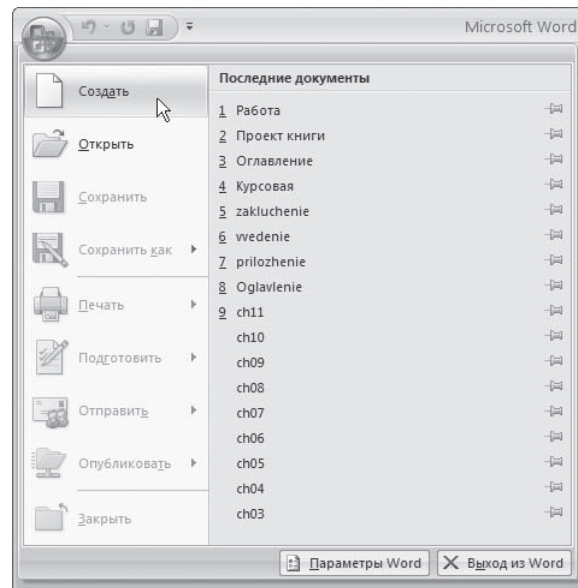 Microsoft Word
Создать
Открыть
Сохранить
Сохранить как
Печать
Подготовить
Отправить
Опубликовать
Закрыть
Последние документы
1 Работа
2 Проект книги
3 Оглавление
4 Курсовая
5 zakluchenie
6 vvedenie
7 prilozhenie
8 Oglavlenie
9 ch11
ch10
ch09
ch08
ch07
ch06
ch05
ch04
ch03
Параметры Word
Выход из Word